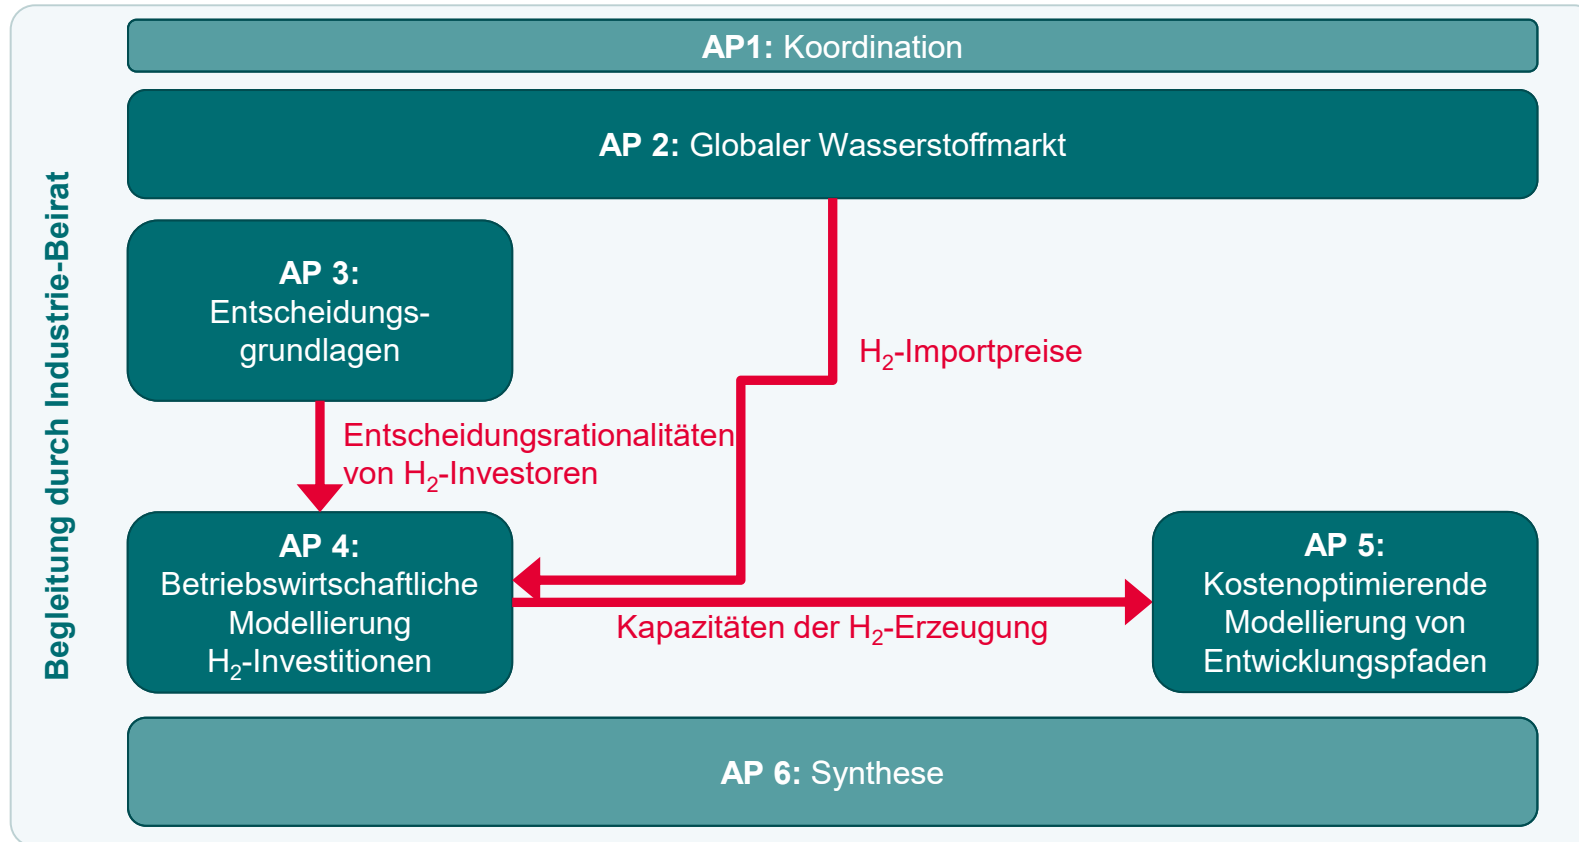 Begleitung durch Industrie-Beirat
AP1: Koordination
AP 2: Globaler Wasserstoffmarkt
AP 3:
Entscheidungs-
grundlagen
H₂-Importpreise
Entscheidungsrationalitäten
von H₂-Investoren
AP 4:
Betriebswirtschaftliche
Modellierung
H₂-Investitionen
Kapazitäten der H₂-Erzeugung
AP 5:
Kostenoptimierende
Modellierung von
Entwicklungspfaden
AP 6: Synthese